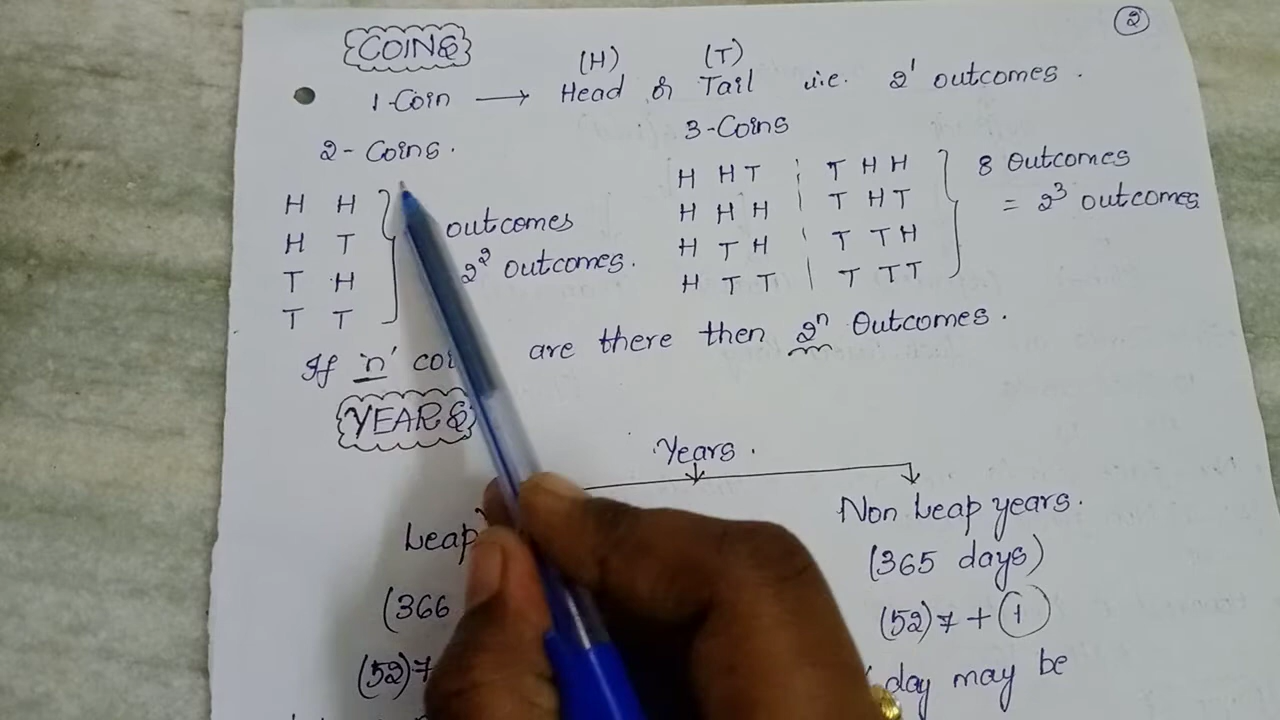 2
COINS
(H) (T)
1-Coin → Head or Tail i.e. 2¹ outcomes.
2-Coins.
H H } outcomes
H T 2² outcomes.
T H
T T
3-Coins
H H T ¦ T H H } 8 Outcomes
H H H ¦ T H T = 2³ outcomes
H T H ¦ T T H
H T T | T T T
If 'n' are there then 2ⁿ Outcomes.
YEARS
Years.
Leap
(366
(52)7
Non Leap years.
(365 days)
(52)7 + 1
day may be